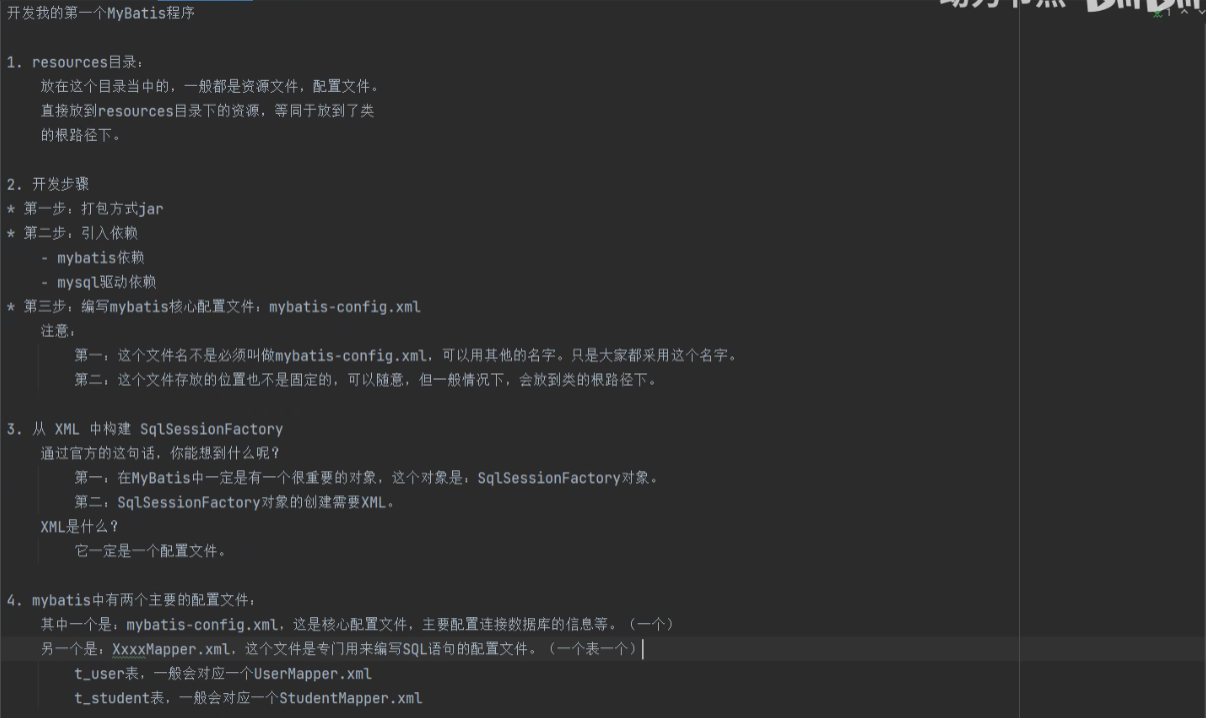 开发我的第一个MyBatis程序
1. resources目录：
放在这个目录当中的，一般都是资源文件，配置文件。
直接放到resources目录下的资源，等同于放到了类
的根路径下。
2. 开发步骤
* 第一步：打包方式jar
* 第二步：引入依赖
- mybatis依赖
- mysql驱动依赖
* 第三步：编写mybatis核心配置文件：mybatis-config.xml
注意：
第一：这个文件名不是必须叫做mybatis-config.xml，可以用其他的名字。只是大家都采用这个名字。
第二：这个文件存放的位置也不是固定的，可以随意，但一般情况下，会放到类的根路径下。
3. 从 XML 中构建 SqlSessionFactory
通过官方的这句话，你能想到什么呢？
第一：在MyBatis中一定是有一个很重要的对象，这个对象是：SqlSessionFactory对象。
第二：SqlSessionFactory对象的创建需要XML。
XML是什么？
它一定是一个配置文件。
4. mybatis中有两个主要的配置文件：
其中一个是：mybatis-config.xml，这是核心配置文件，主要配置连接数据库的信息等。（一个）
另一个是：XxxxMapper.xml，这个文件是专门用来编写SQL语句的配置文件。（一个表一个）
t_user表，一般会对应一个UserMapper.xml
t_student表，一般会对应一个StudentMapper.xml